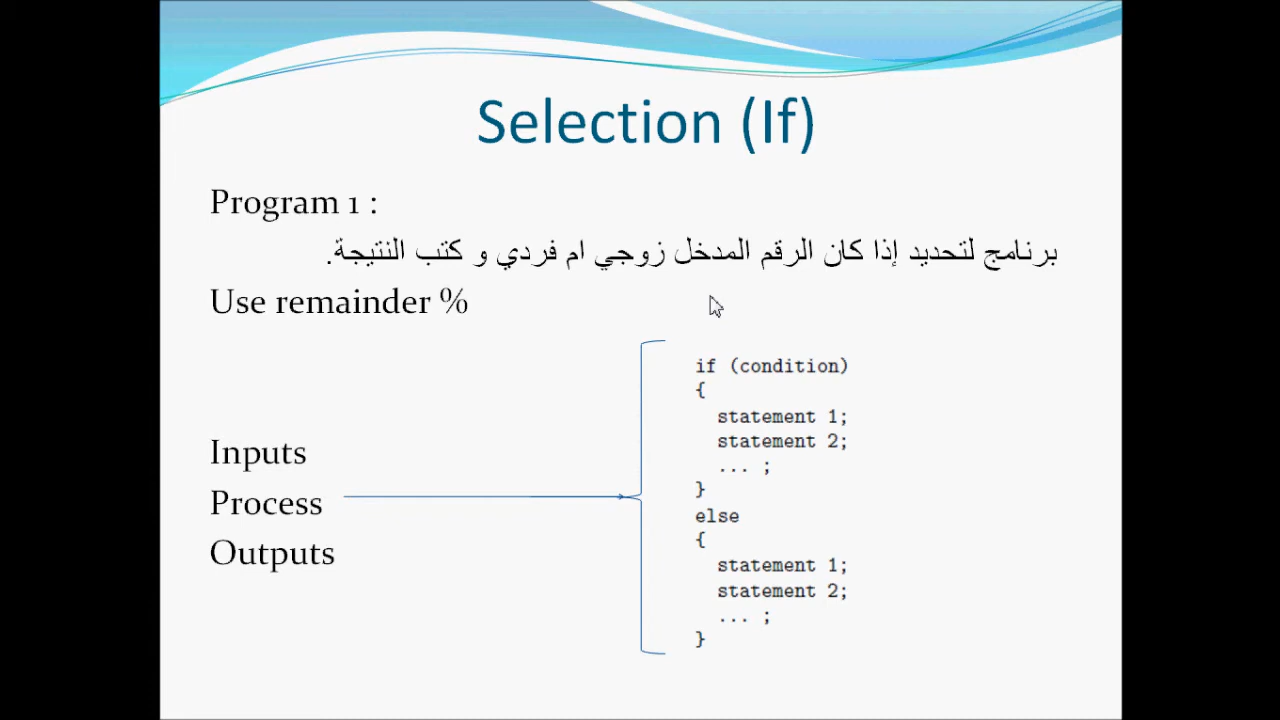 Selection (If)
Program 1 :
برنامج لتحديد إذا كان الرقم المدخل زوجي ام فردي و كتب النتيجة.
Use remainder %
Inputs
Process
Outputs
if (condition)
{
statement 1;
statement 2;
... ;
}
else
{
statement 1;
statement 2;
... ;
}